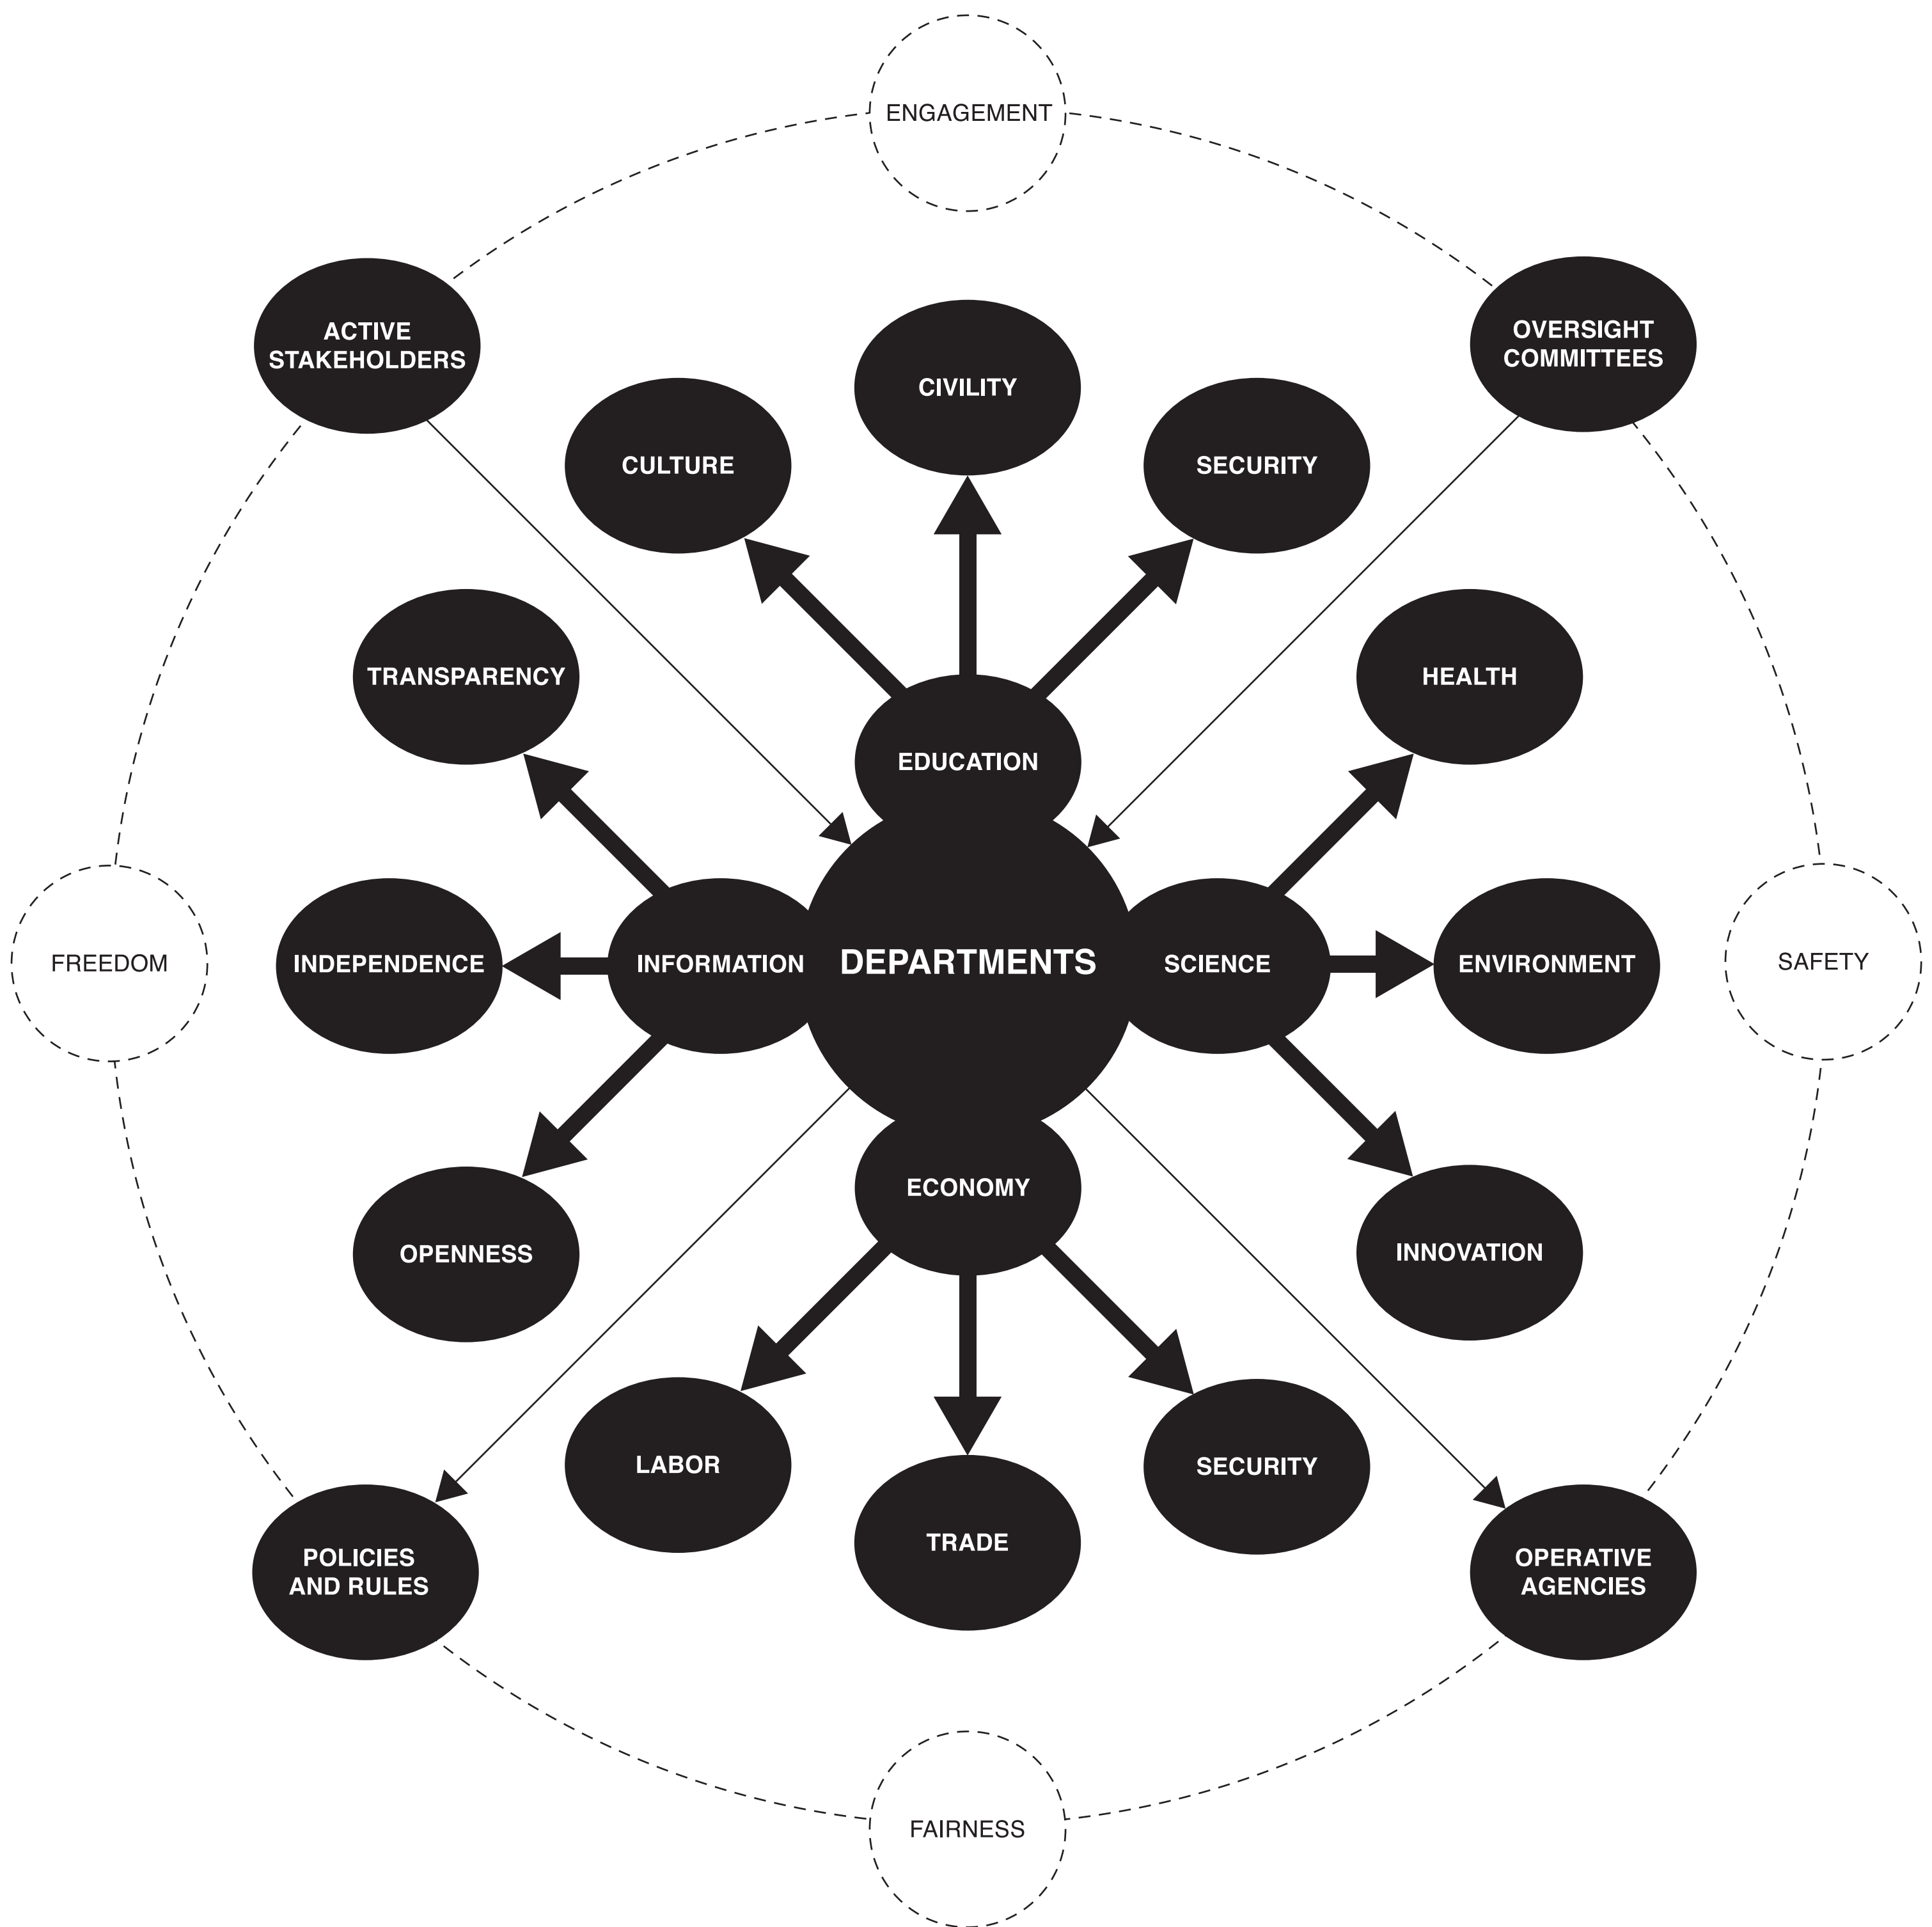 ENGAGEMENT
ACTIVE
STAKEHOLDERS
OVERSIGHT
COMMITTEES
CIVILITY
CULTURE
SECURITY
TRANSPARENCY
HEALTH
EDUCATION
FREEDOM
INDEPENDENCE
INFORMATION
DEPARTMENTS
SCIENCE
ENVIRONMENT
SAFETY
ECONOMY
OPENNESS
INNOVATION
LABOR
SECURITY
TRADE
POLICIES
AND RULES
OPERATIVE
AGENCIES
FAIRNESS